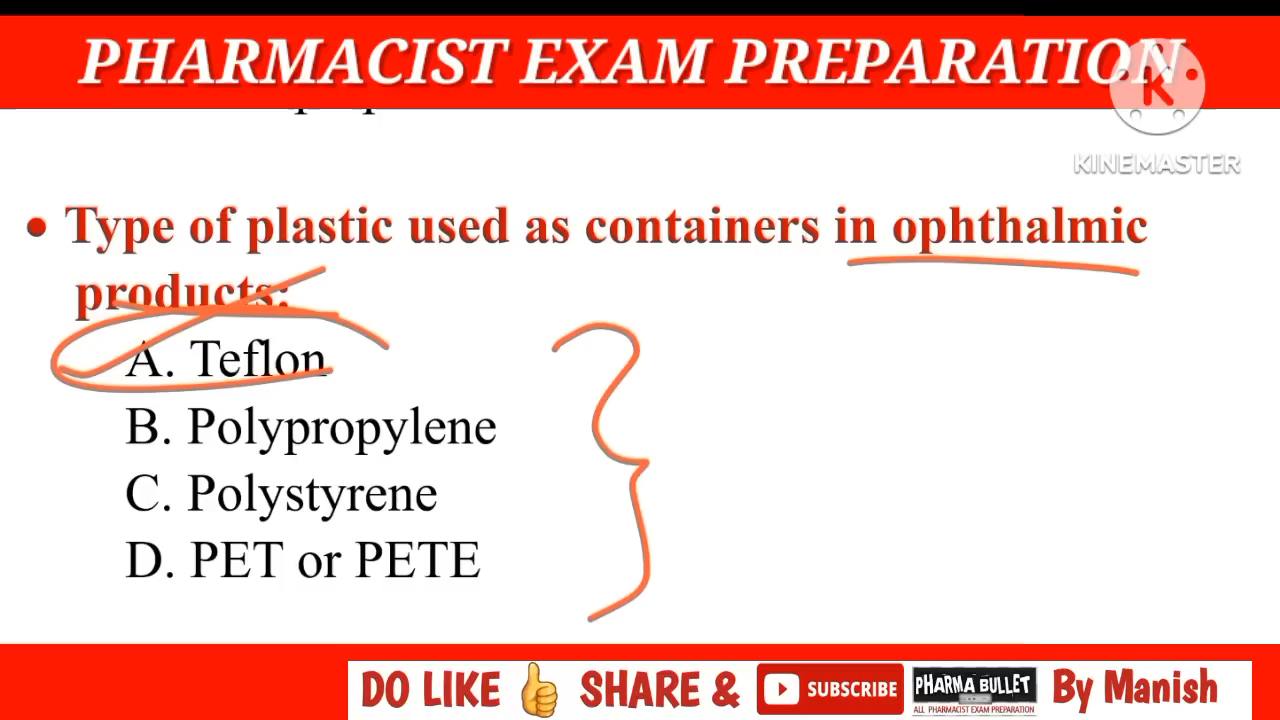 PHARMACIST EXAM PREPARATION
KINEMASTER
• Type of plastic used as containers in ophthalmic
products:
A. Teflon
B. Polypropylene
C. Polystyrene
D. PET or PETE
DO LIKE 👍 SHARE & SUBSCRIBE PHARMA BULLET By Manish
ALL PHARMACIST EXAM PREPARATION